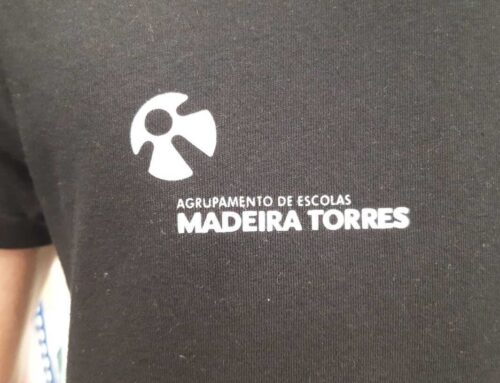 AGRUPAMENTO DE ESCOLAS
MADEIRA TORRES